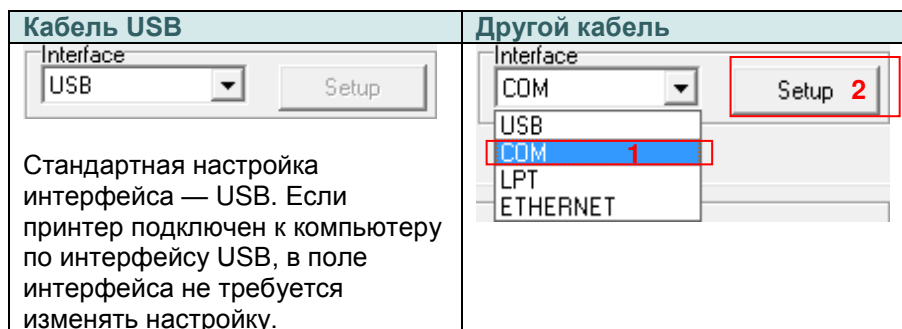 Кабель USB
Interface
USB
Setup
Стандартная настройка
интерфейса — USB. Если
принтер подключен к компьютеру
по интерфейсу USB, в поле
интерфейса не требуется
изменять настройку.
Другой кабель
Interface
COM
Setup 2
USB
COM 1
LPT
ETHERNET